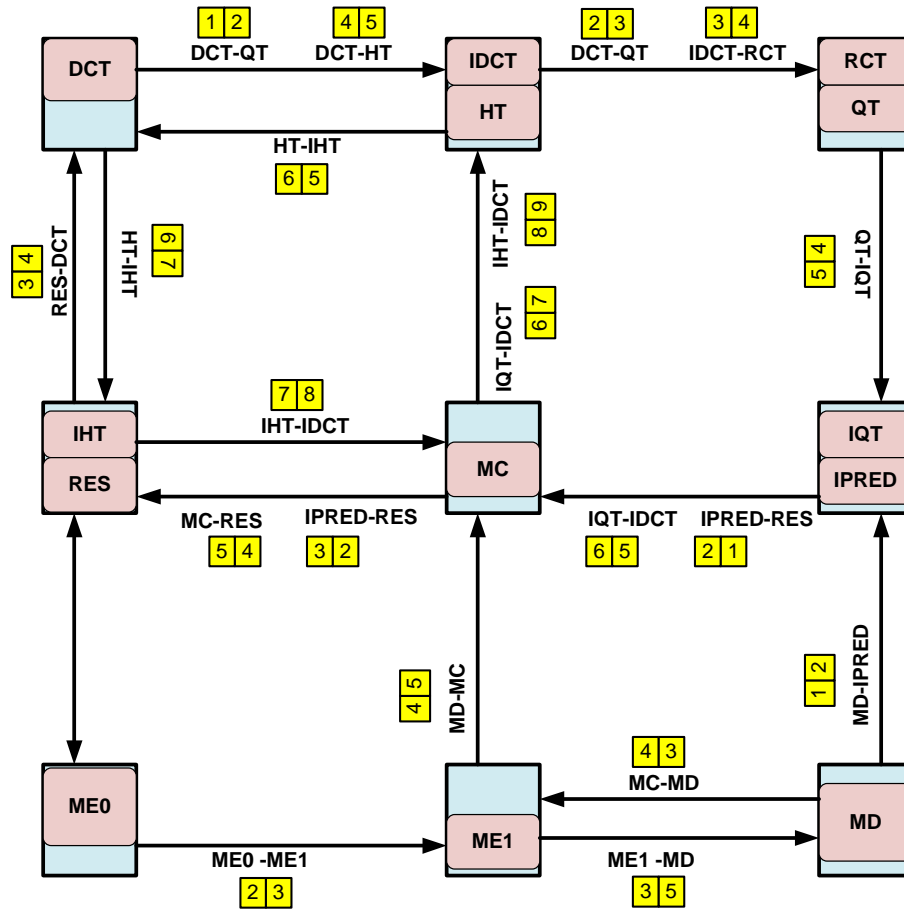 1 2
4 5
2 3
3 4
DCT-QT
DCT-HT
DCT-QT
IDCT-RCT
DCT
IDCT
RCT
HT
QT
HT-IHT
6 5
3 4
RES-DCT
HT-IHT
6 7
IHT-IDCT
8 9
IQT-IDCT
6 7
QT-IQT
5 4
7 8
IHT-IDCT
IHT
IQT
MC
RES
IPRED
MC-RES
IPRED-RES
IQT-IDCT
IPRED-RES
5 4
3 2
6 5
2 1
4 5
MD-MC
1 2
MD-IPRED
4 3
MC-MD
ME0
ME1
MD
ME0 -ME1
ME1 -MD
2 3
3 5